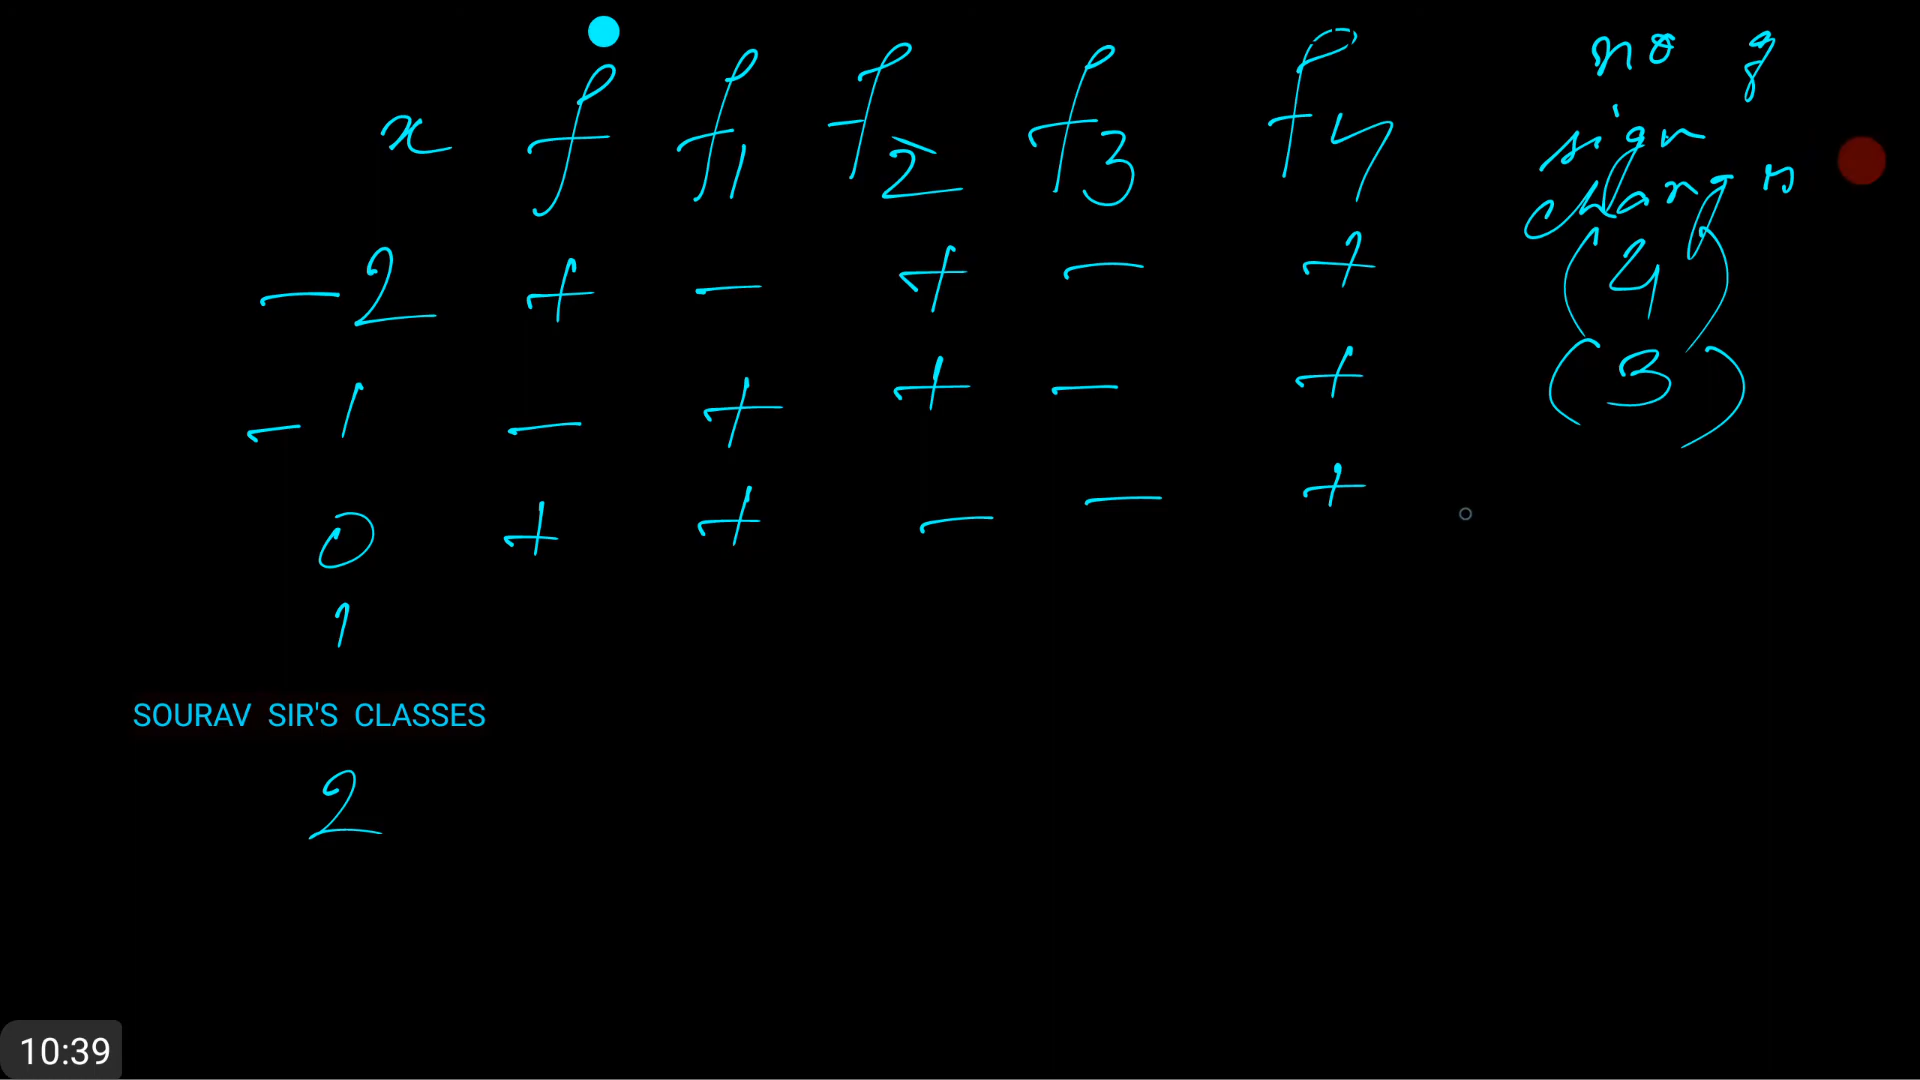 x f f1 f2 f3 f4 no of sign changes
-2 + - + - + (4)
-1 - + + - + (3)
0 + + - - +
1
SOURAV SIR'S CLASSES
2
10:39